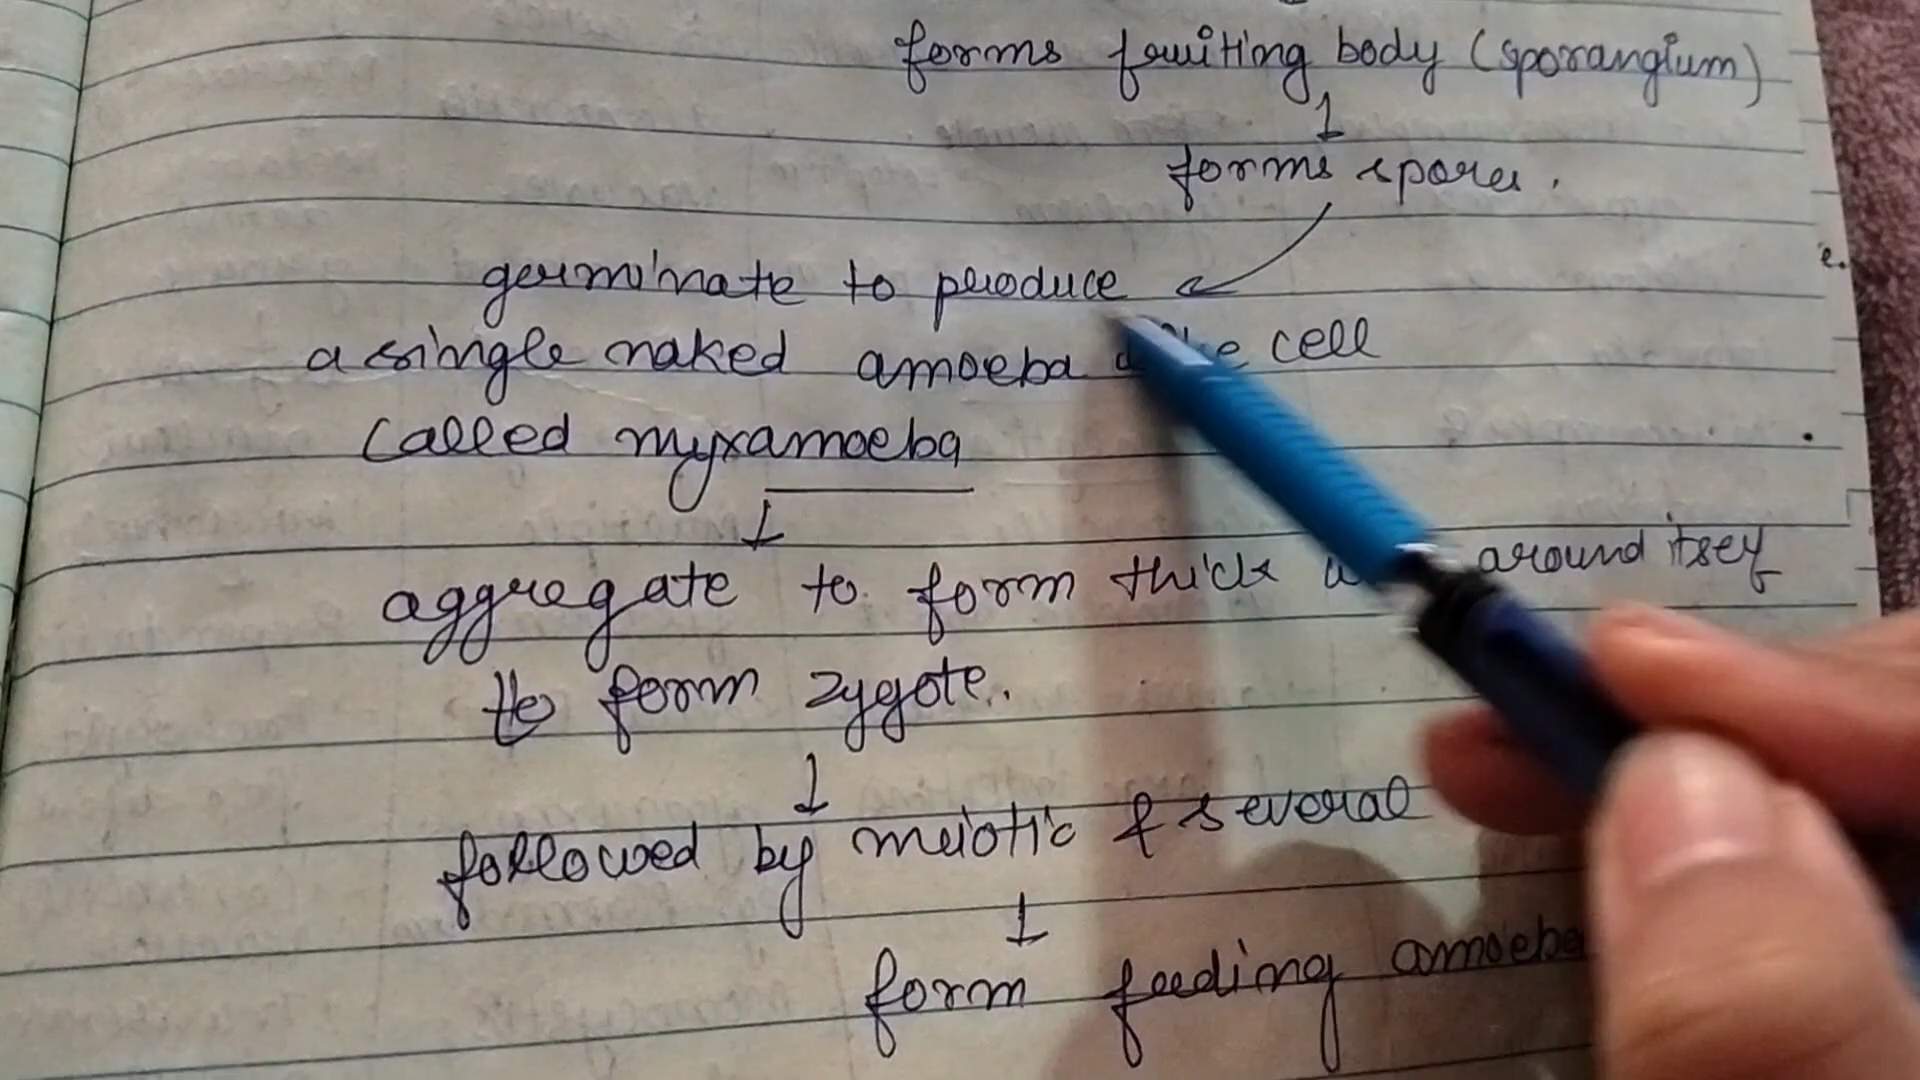 forms fruiting body (sporangium)
↓
forms spores.
germinate to produce
a single naked amoeba cell
called myxamoeba
↓
aggregate to form thick around itself
to form zygote.
↓
followed by meiotic & several
↓
form feeding amoeba